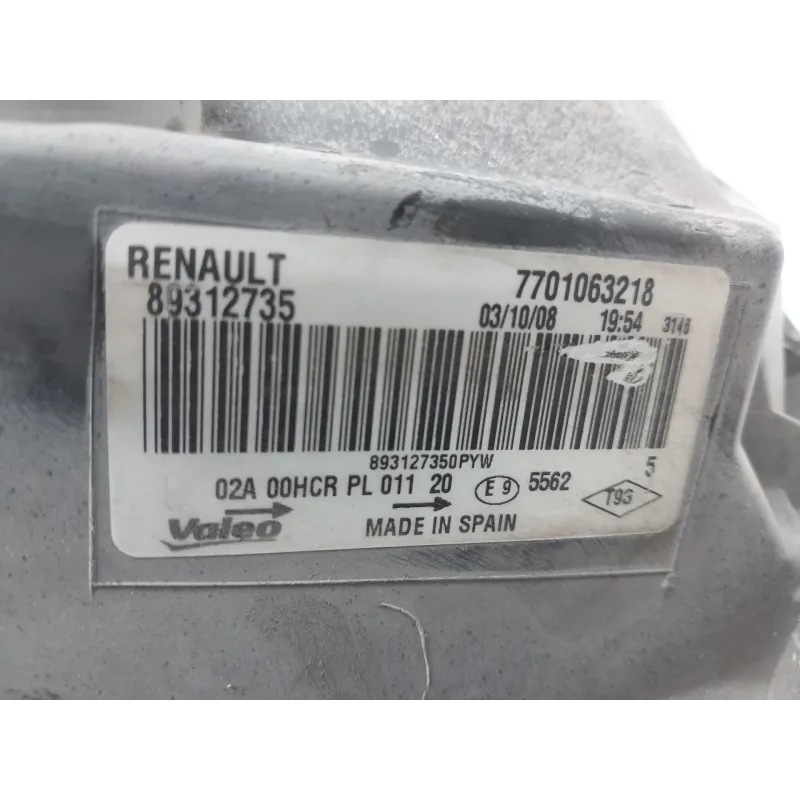 RENAULT 7701063218
89312735 03/10/08 19:54 3148
893127350PYW
02A 00HCR PL 011 20 E 9 5562 5
Valeo MADE IN SPAIN